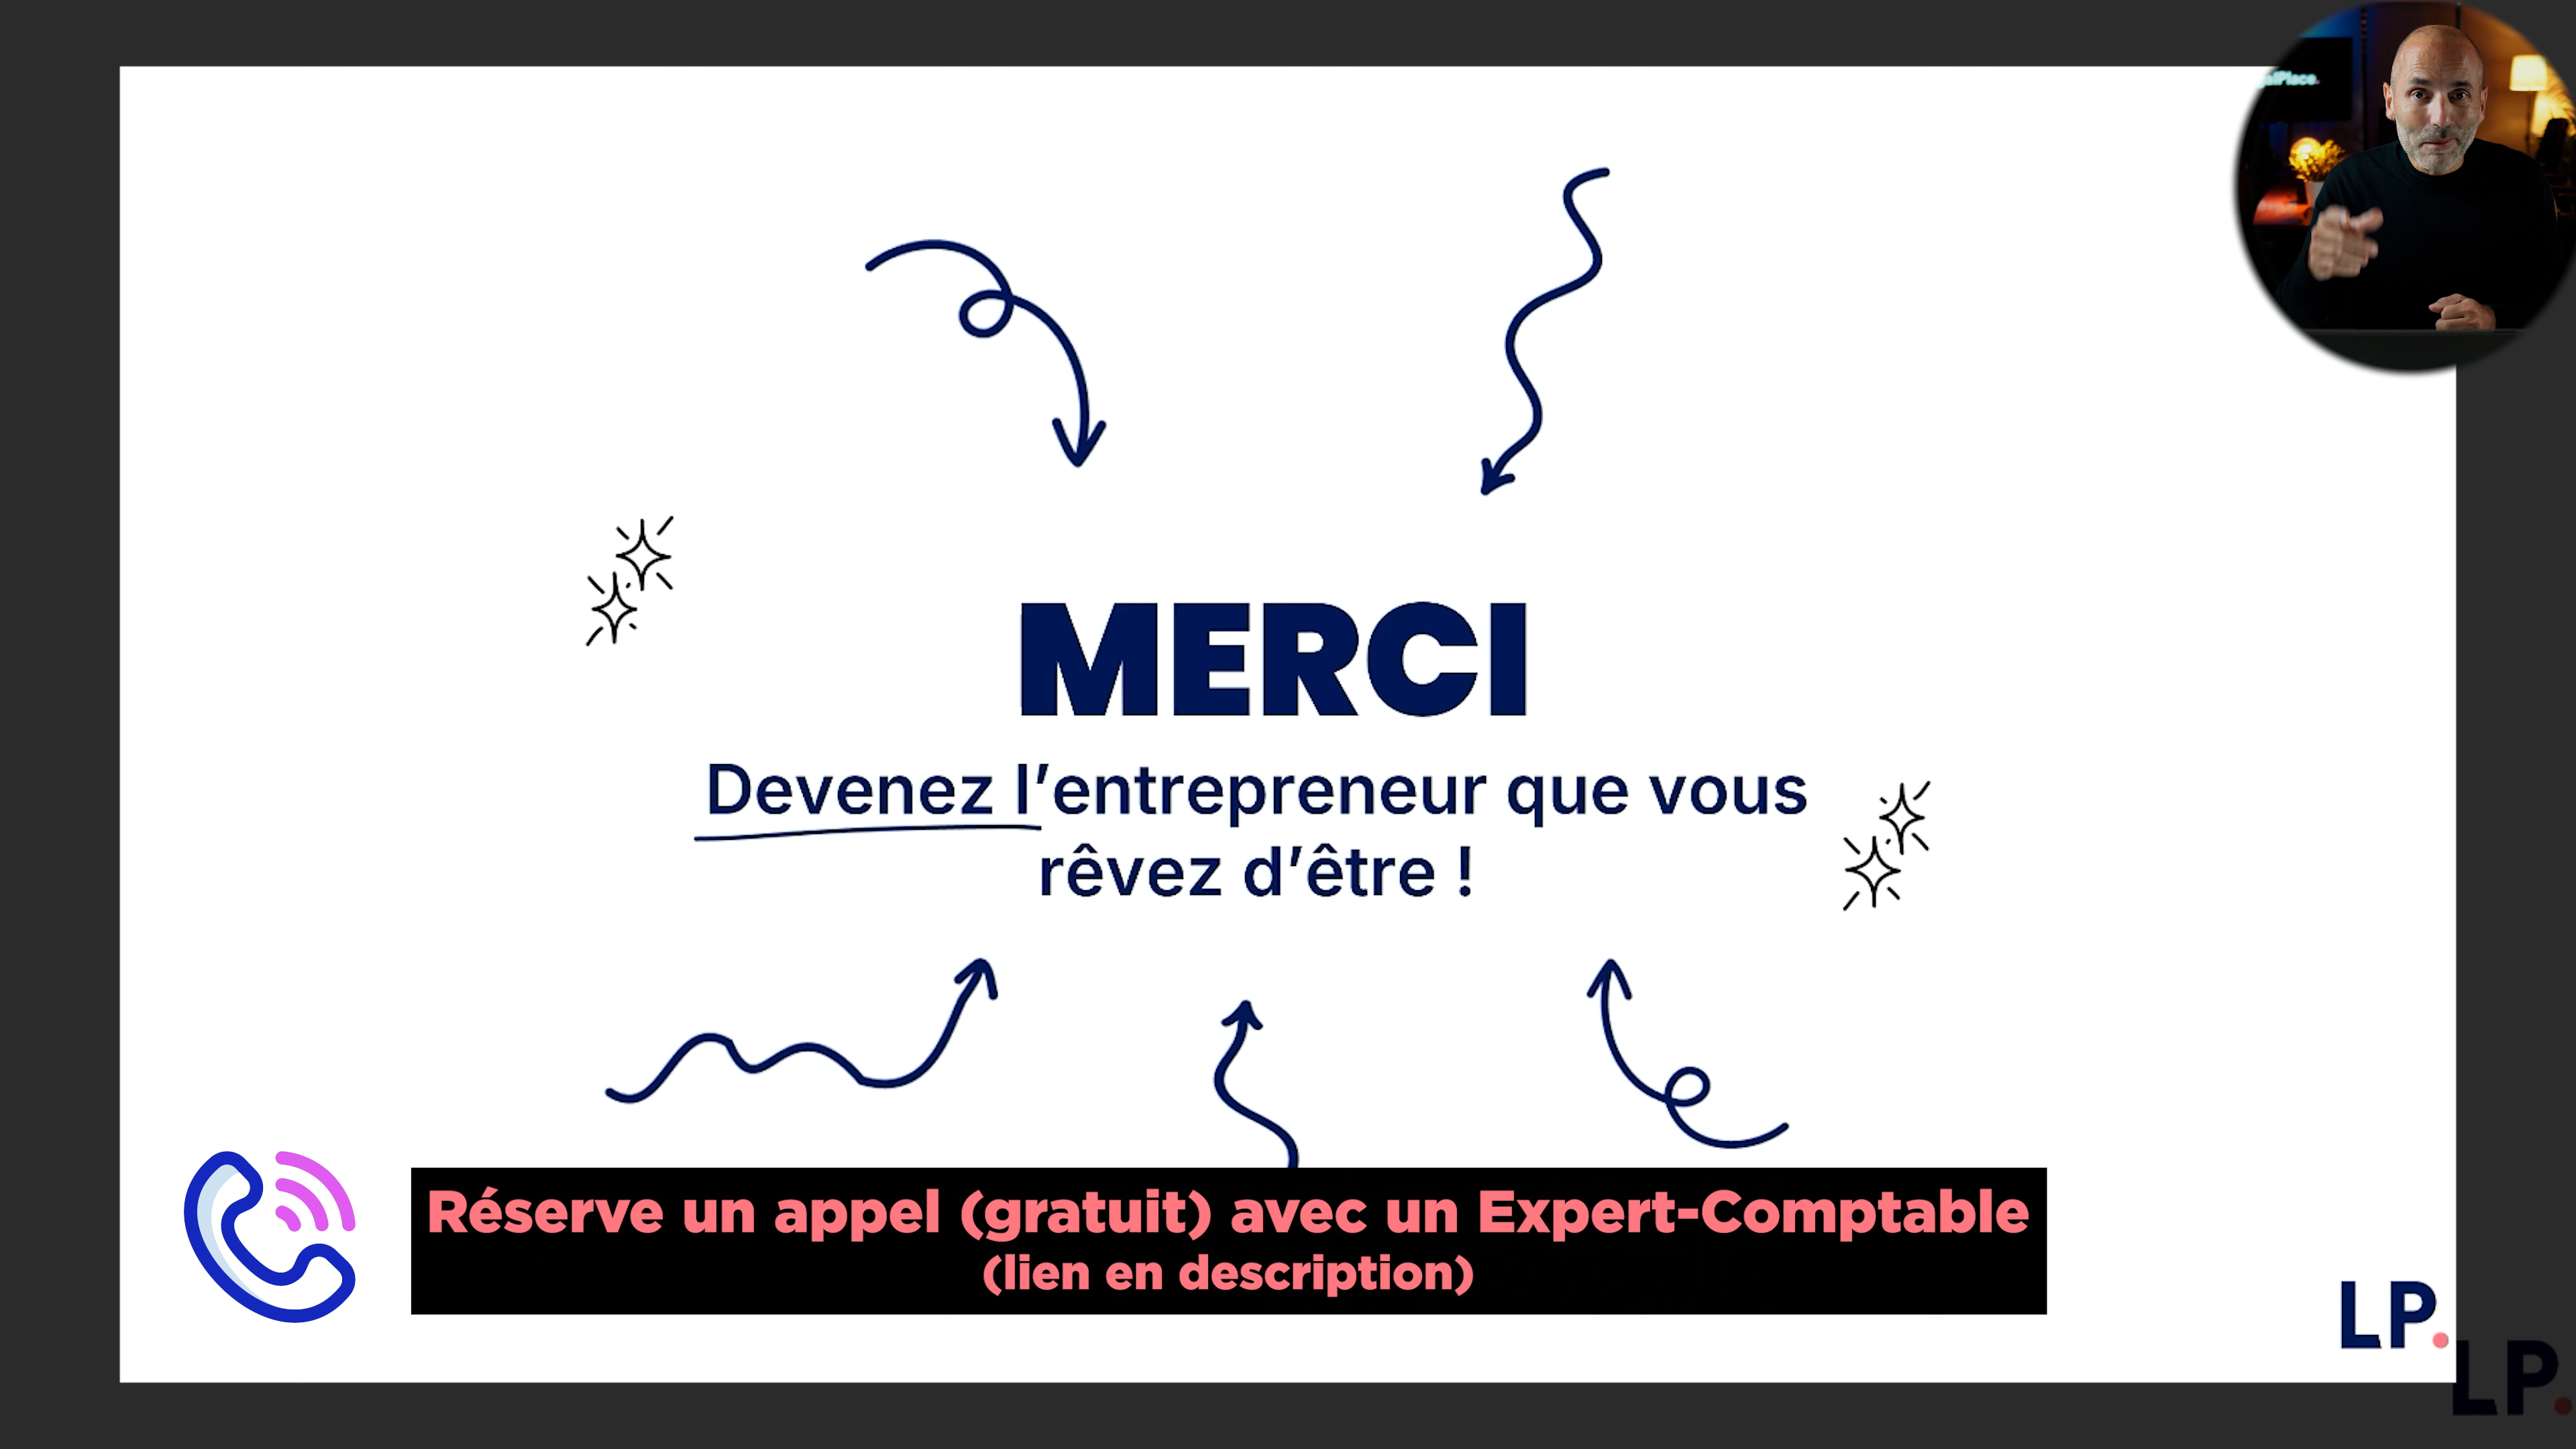 alPlace.
MERCI
Devenez l'entrepreneur que vous
rêvez d'être !
Réserve un appel (gratuit) avec un Expert-Comptable
(lien en description)
LP.
LP.